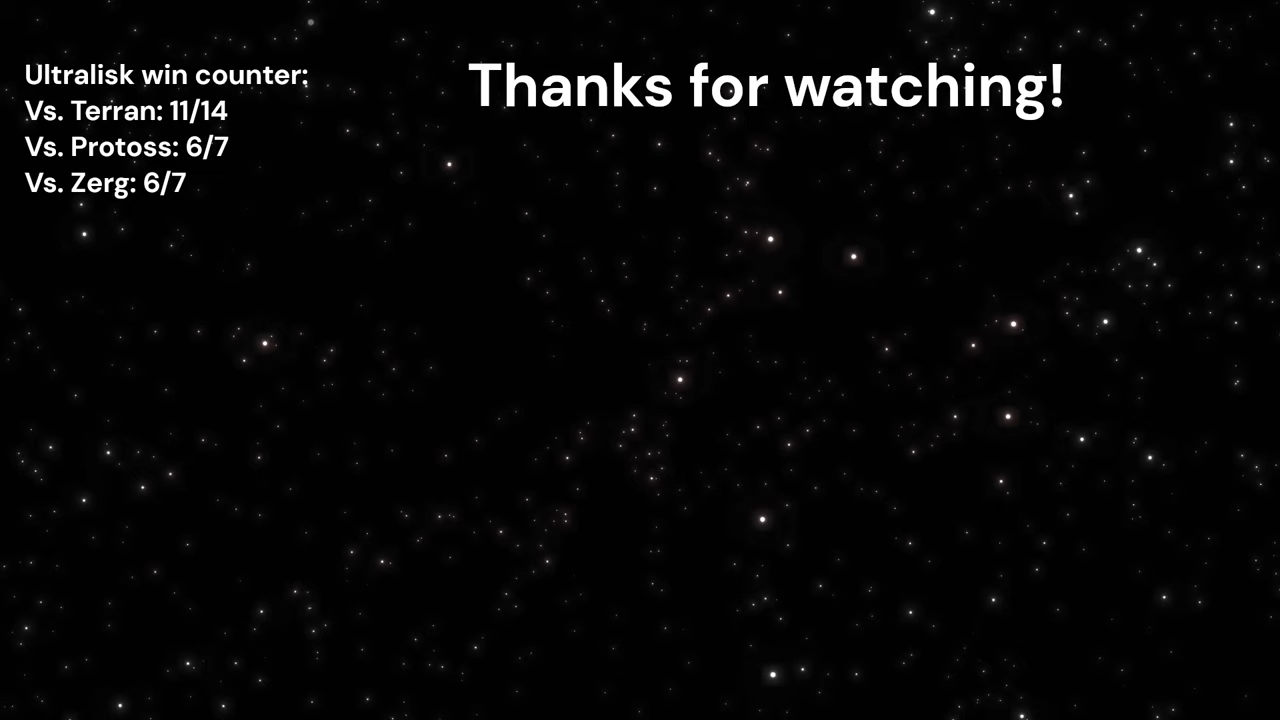 Ultralisk win counter:
Vs. Terran: 11/14
Vs. Protoss: 6/7
Vs. Zerg: 6/7
Thanks for watching!